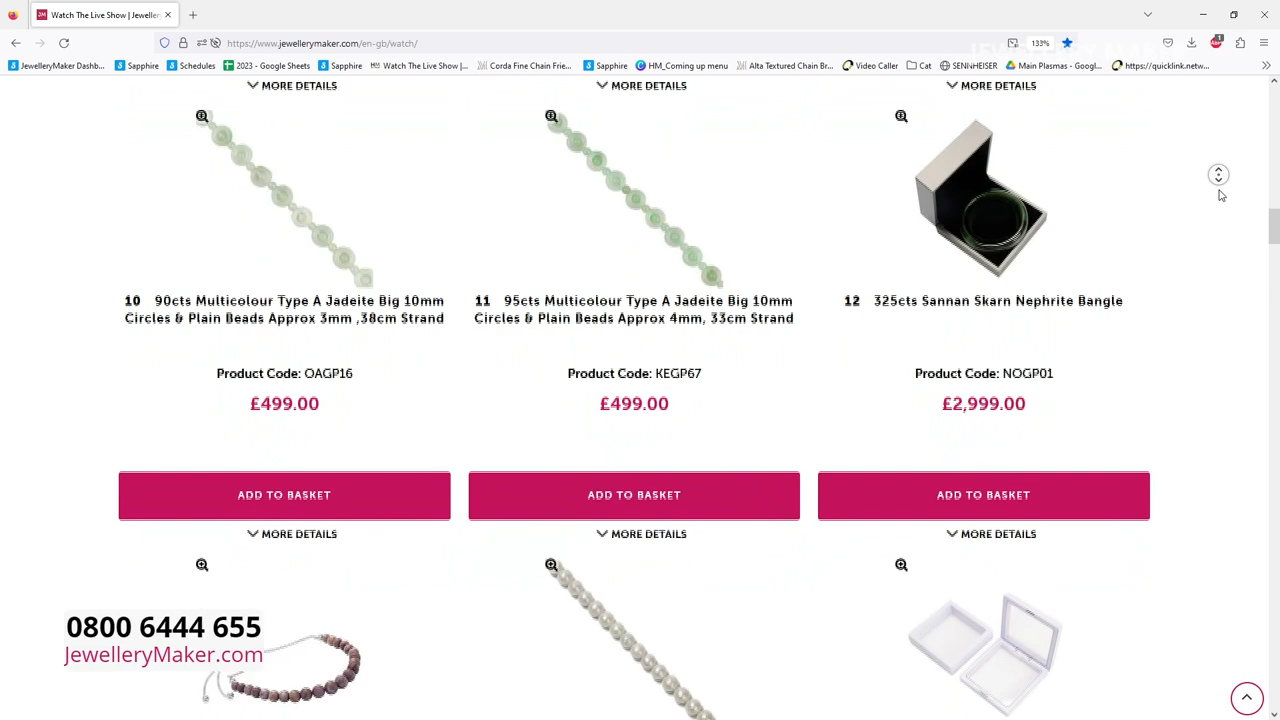 Watch The Live Show | Jewellery
https://www.jewellerymaker.com/en-gb/watch/
133%
1
JewelleryMaker Dashb...
Sapphire
Schedules
2023 - Google Sheets
Sapphire
Watch The Live Show |...
Corda Fine Chain Frie...
Sapphire
HM_Coming up menu
Alta Textured Chain Br...
Video Caller
Cat
SENNHEISER
Main Plasmas - Googl...
https://quicklink.netw...
MORE DETAILS
MORE DETAILS
MORE DETAILS
10 90cts Multicolour Type A Jadeite Big 10mm
Circles & Plain Beads Approx 3mm ,38cm Strand
Product Code: OAGP16
£499.00
ADD TO BASKET
MORE DETAILS
11 95cts Multicolour Type A Jadeite Big 10mm
Circles & Plain Beads Approx 4mm, 33cm Strand
Product Code: KEGP67
£499.00
ADD TO BASKET
MORE DETAILS
12 325cts Sannan Skarn Nephrite Bangle
Product Code: NOGP01
£2,999.00
ADD TO BASKET
MORE DETAILS
0800 6444 655
JewelleryMaker.com